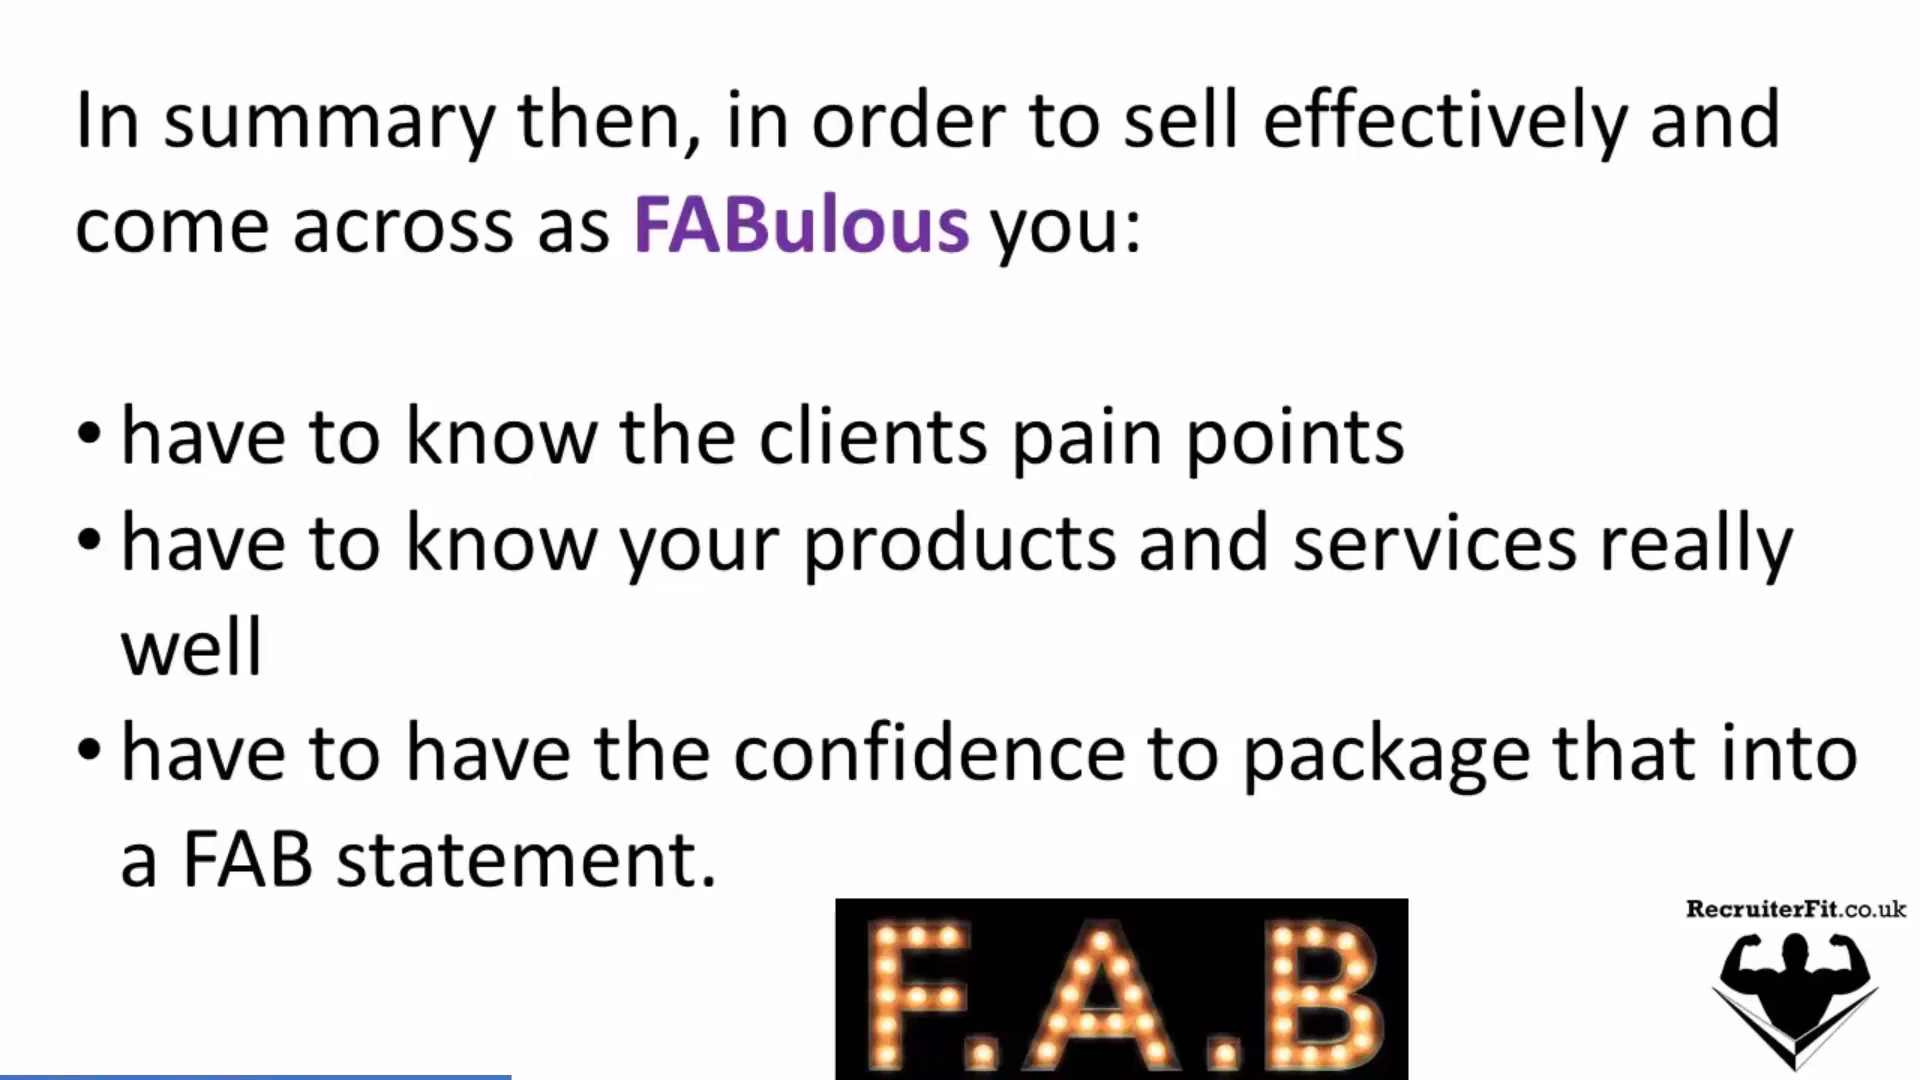 In summary then, in order to sell effectively and
come across as FABulous you:
• have to know the clients pain points
• have to know your products and services really
well
• have to have the confidence to package that into
a FAB statement.
F.A.B
RecruiterFit.co.uk